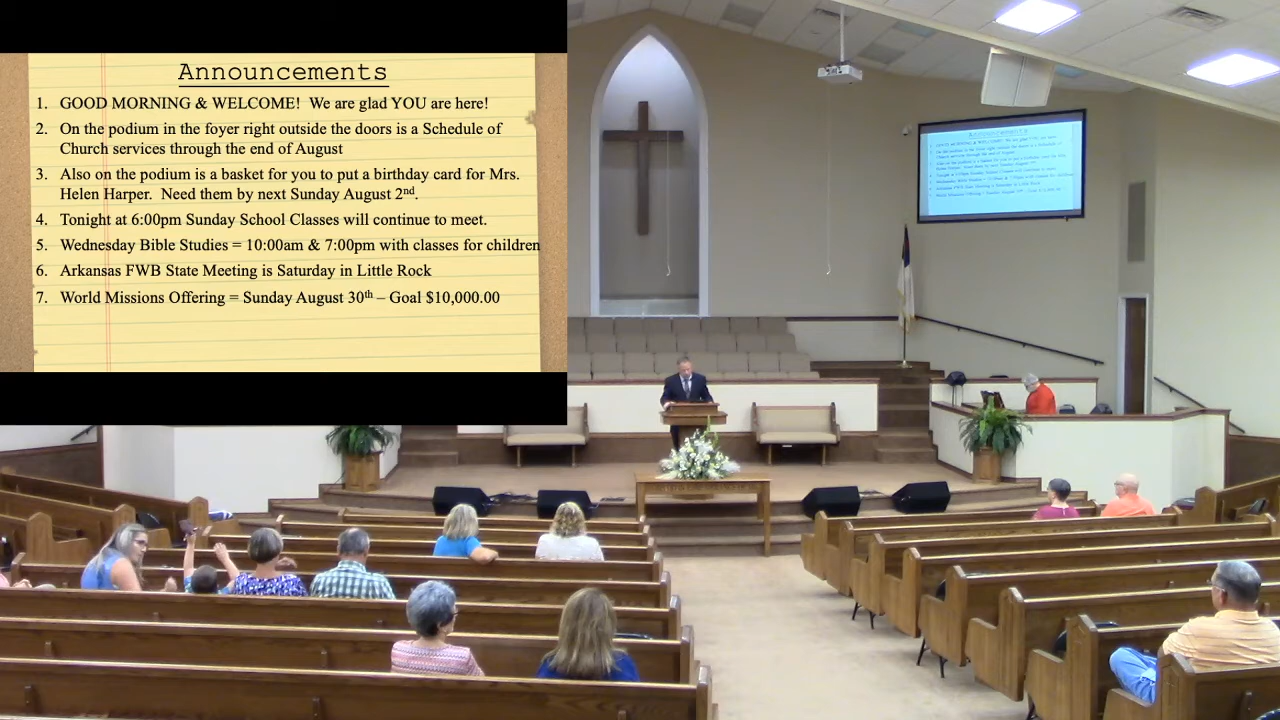 Announcements
1. GOOD MORNING & WELCOME! We are glad YOU are here!
2. On the podium in the foyer right outside the doors is a Schedule of
Church services through the end of August
3. Also on the podium is a basket for you to put a birthday card for Mrs.
Helen Harper. Need them by next Sunday August 2nd.
4. Tonight at 6:00pm Sunday School Classes will continue to meet.
5. Wednesday Bible Studies = 10:00am & 7:00pm with classes for children
6. Arkansas FWB State Meeting is Saturday in Little Rock
7. World Missions Offering = Sunday August 30th – Goal $10,000.00
Announcements